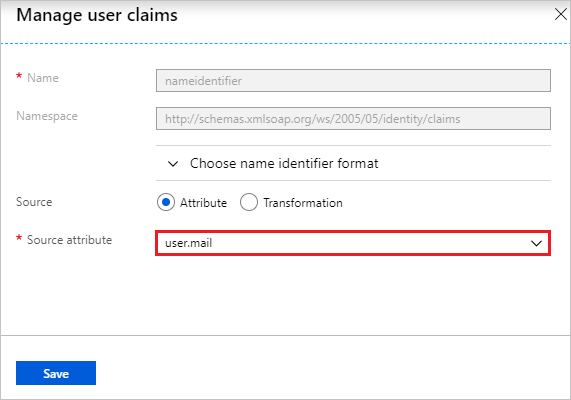 Manage user claims
* Name
nameidentifier
Namespace
http://schemas.xmlsoap.org/ws/2005/05/identity/claims
Choose name identifier format
Source
Attribute
Transformation
* Source attribute
user.mail
Save